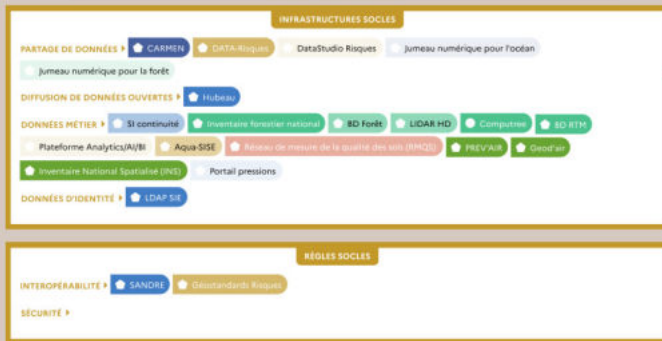 INFRASTRUCTURES SOCLES
PARTAGE DE DONNÉES CARMEN DATA-Risques DataStudio Risques Jumeau numérique pour l'océan
Jumeau numérique pour la forêt
DIFFUSION DE DONNÉES OUVERTES Hubeau
DONNÉES MÉTIER SI continuité Inventaire forestier national BD Forêt LIDAR HD Computree BD RTM
Plateforme Analytics/AI/BI Aqua-SISE Réseau de mesure de la qualité des sols (RMQS) PREV'AIR Geod'air
Inventaire National Spatialisé (INS) Portail pressions
DONNÉES D'IDENTITÉ LDAP SIE
RÈGLES SOCLES
INTEROPÉRABILITÉ SANDRE Géostandards Risques
SÉCURITÉ